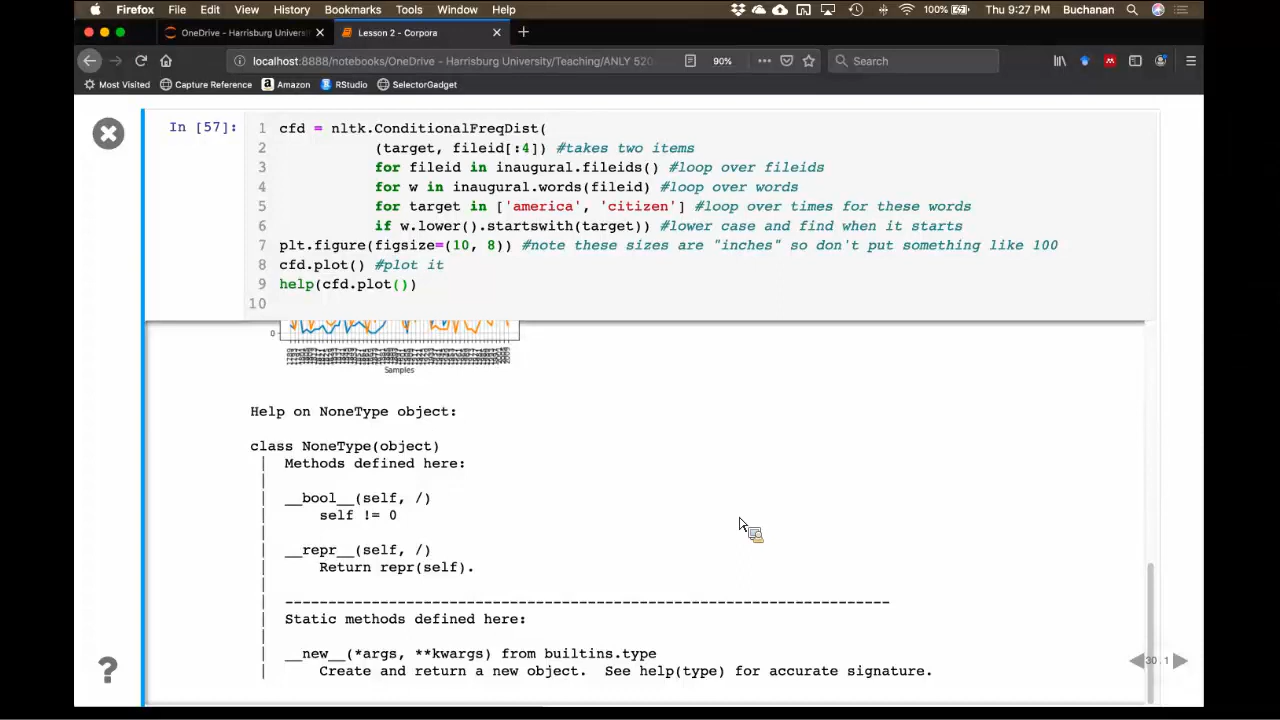 Firefox File Edit View History Bookmarks Tools Window Help 100% Thu 9:27 PM Buchanan
OneDrive - Harrisburg Universi Lesson 2 - Corpora
localhost:8888/notebooks/OneDrive - Harrisburg University/Teaching/ANLY 520 90% Search
Most Visited Capture Reference Amazon RStudio SelectorGadget
In [57]:
1 cfd = nltk.ConditionalFreqDist(
2 (target, fileid[:4]) #takes two items
3 for fileid in inaugural.fileids() #loop over fileids
4 for w in inaugural.words(fileid) #loop over words
5 for target in ['america', 'citizen'] #loop over times for these words
6 if w.lower().startswith(target)) #lower case and find when it starts
7 plt.figure(figsize=(10, 8)) #note these sizes are "inches" so don't put something like 100
8 cfd.plot() #plot it
9 help(cfd.plot())
10
0
Samples
Help on NoneType object:
class NoneType(object)
| Methods defined here:
|
| __bool__(self, /)
| self != 0
|
| __repr__(self, /)
| Return repr(self).
|
| ----------------------------------------------------------------------
| Static methods defined here:
|
| __new__(*args, **kwargs) from builtins.type
| Create and return a new object. See help(type) for accurate signature.
?
30.1